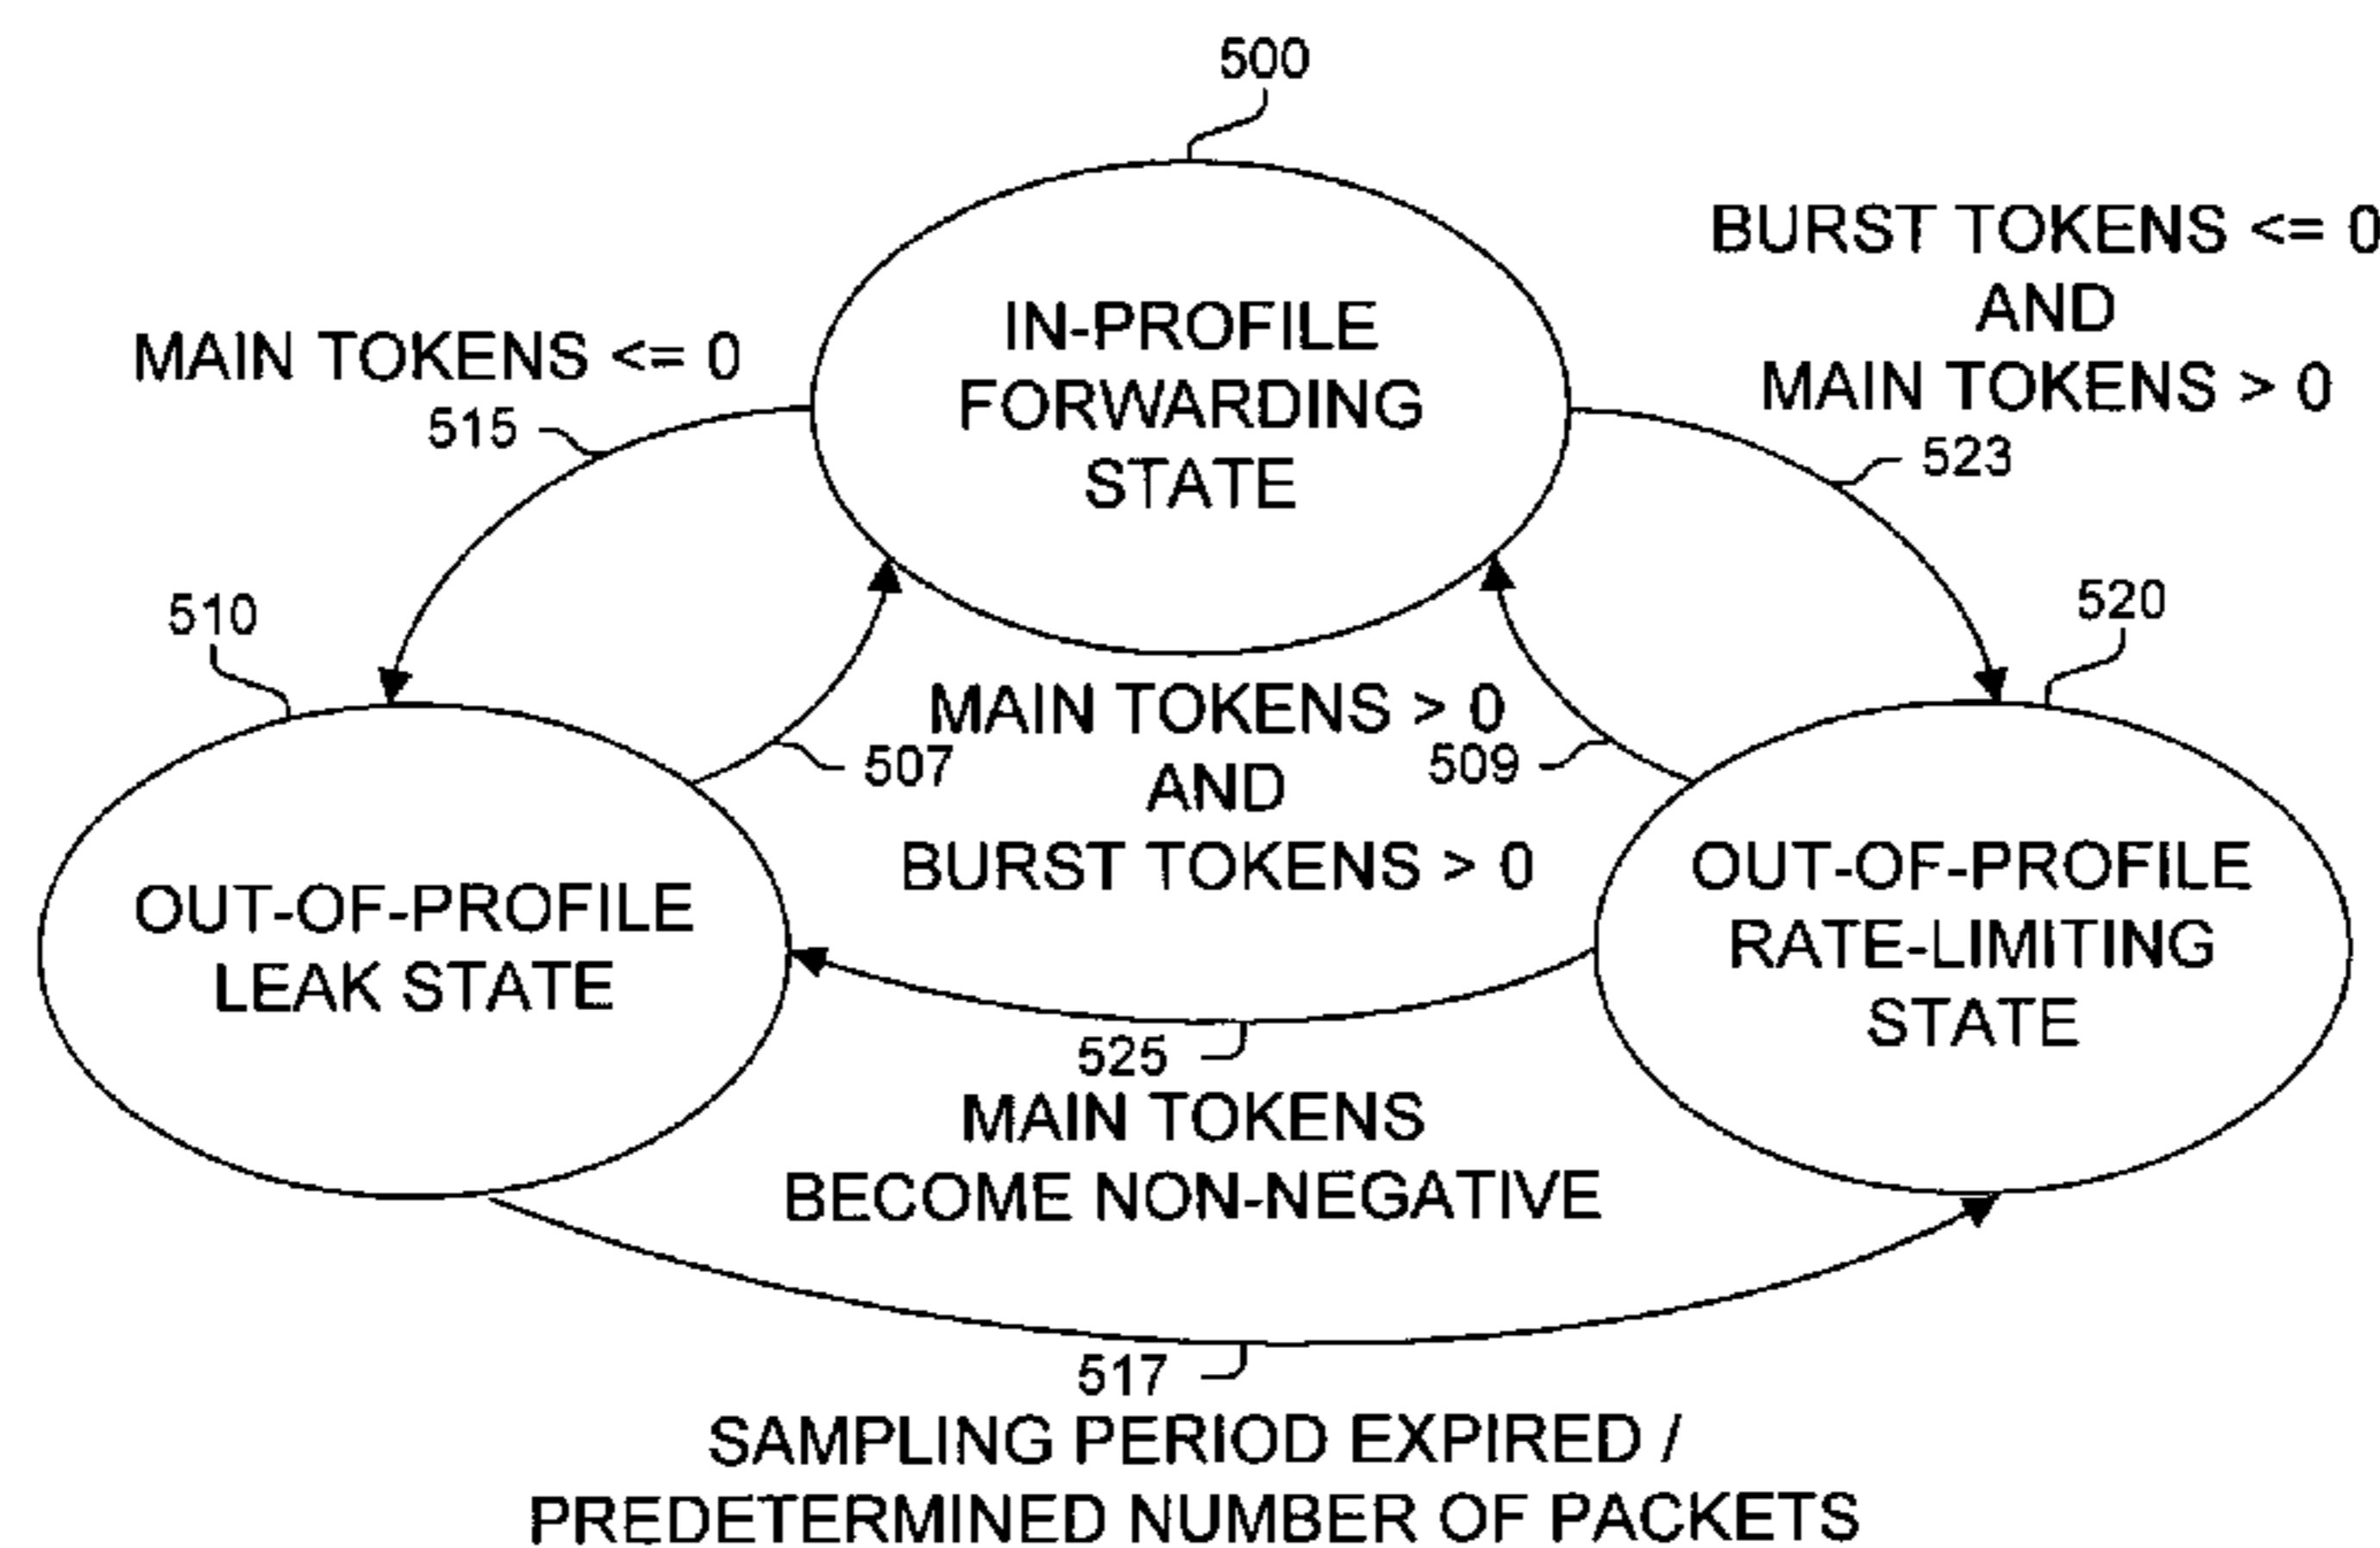 500
BURST TOKENS <= 0
AND
MAIN TOKENS > 0
523
IN-PROFILE
FORWARDING
STATE
MAIN TOKENS <= 0
515
510
520
MAIN TOKENS > 0
AND
BURST TOKENS > 0
507
509
OUT-OF-PROFILE
LEAK STATE
OUT-OF-PROFILE
RATE-LIMITING
STATE
525
MAIN TOKENS
BECOME NON-NEGATIVE
517
SAMPLING PERIOD EXPIRED /
PREDETERMINED NUMBER OF PACKETS